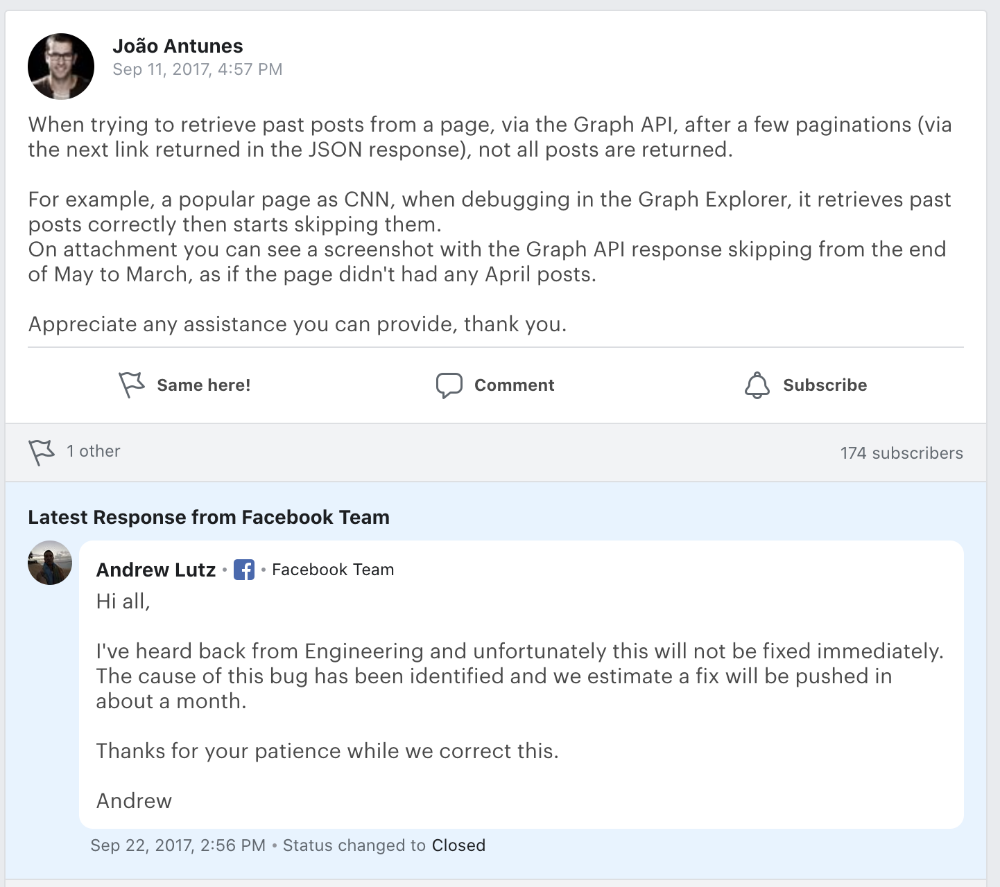 João Antunes
Sep 11, 2017, 4:57 PM
When trying to retrieve past posts from a page, via the Graph API, after a few paginations (via
the next link returned in the JSON response), not all posts are returned.
For example, a popular page as CNN, when debugging in the Graph Explorer, it retrieves past
posts correctly then starts skipping them.
On attachment you can see a screenshot with the Graph API response skipping from the end
of May to March, as if the page didn't had any April posts.
Appreciate any assistance you can provide, thank you.
Same here! Comment Subscribe
1 other 174 subscribers
Latest Response from Facebook Team
Andrew Lutz • f • Facebook Team
Hi all,
I've heard back from Engineering and unfortunately this will not be fixed immediately.
The cause of this bug has been identified and we estimate a fix will be pushed in
about a month.
Thanks for your patience while we correct this.
Andrew
Sep 22, 2017, 2:56 PM • Status changed to Closed